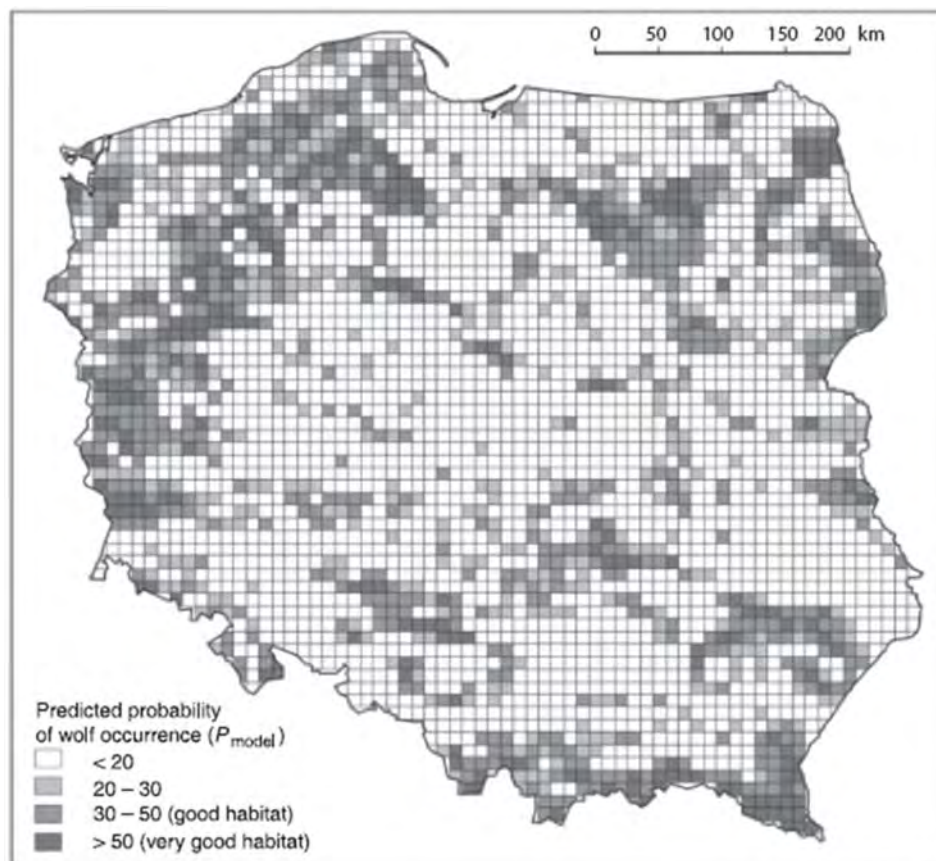 0 50 100 150 200 km
Predicted probability
of wolf occurrence (Pmodel)
< 20
20 – 30
30 – 50 (good habitat)
> 50 (very good habitat)